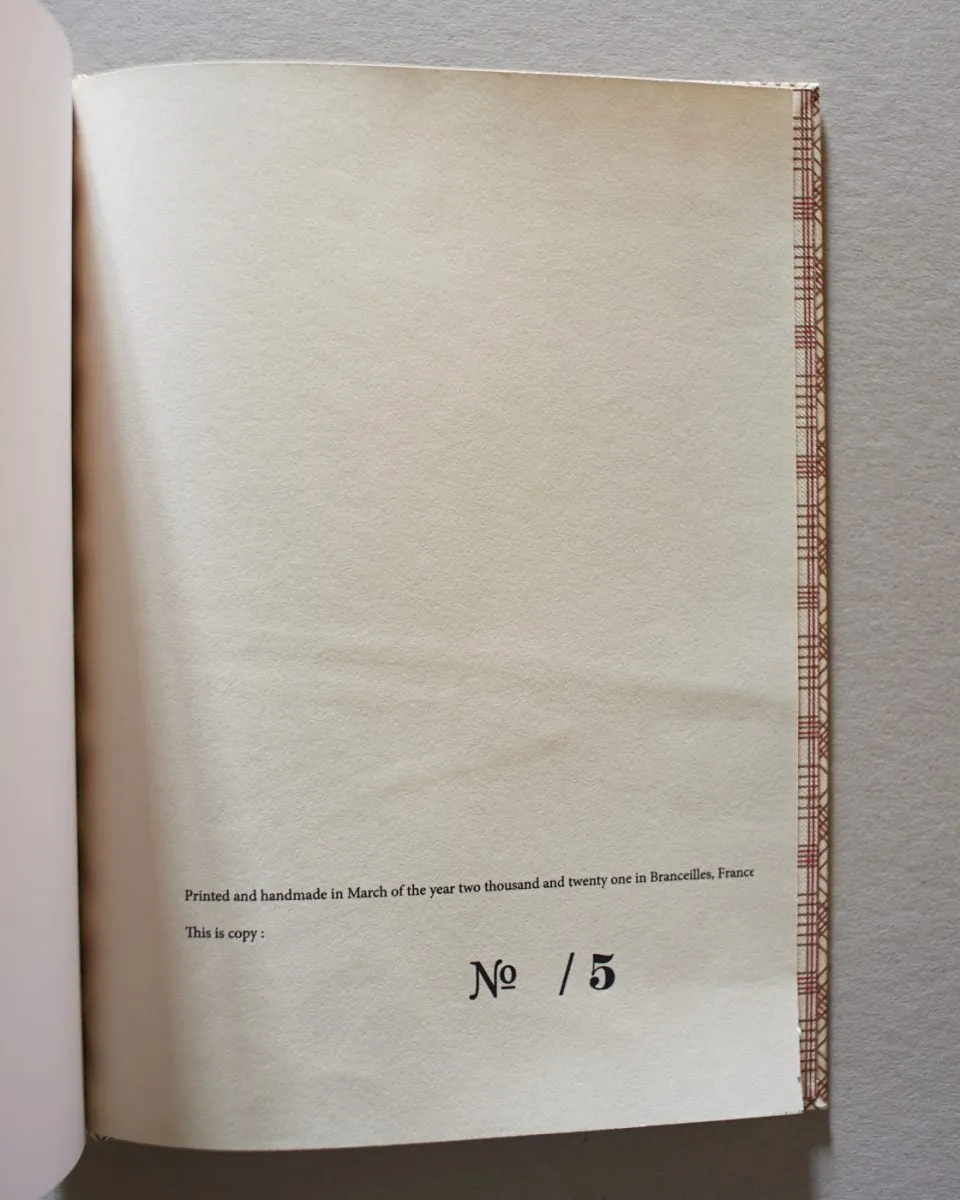 Printed and handmade in March of the year two thousand and twenty one in Branceilles, France
This is copy :
№ / 5